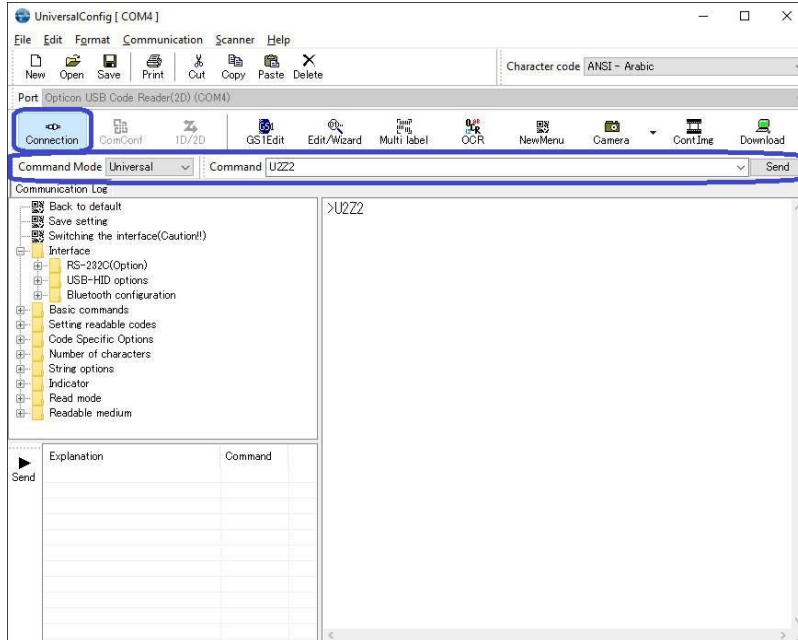 UniversalConfig [ COM4 ]
File Edit Format Communication Scanner Help
New Open Save Print Cut Copy Paste Delete Character code ANSI - Arabic
Port Opticon USB Code Reader(2D) (COM4)
Connection ComConf 1D/2D GS1Edit Edit/Wizard Multi label OCR NewMenu Camera ContImg Download
Command Mode Universal Command U2Z2 Send
Communication Log
Back to default
Save setting
Switching the interface(Caution!!)
Interface
RS-232C(Option)
USB-HID options
Bluetooth configuration
Basic commands
Setting readable codes
Code Specific Options
Number of characters
String options
Indicator
Read mode
Readable medium
>U2Z2
Explanation Command
Send